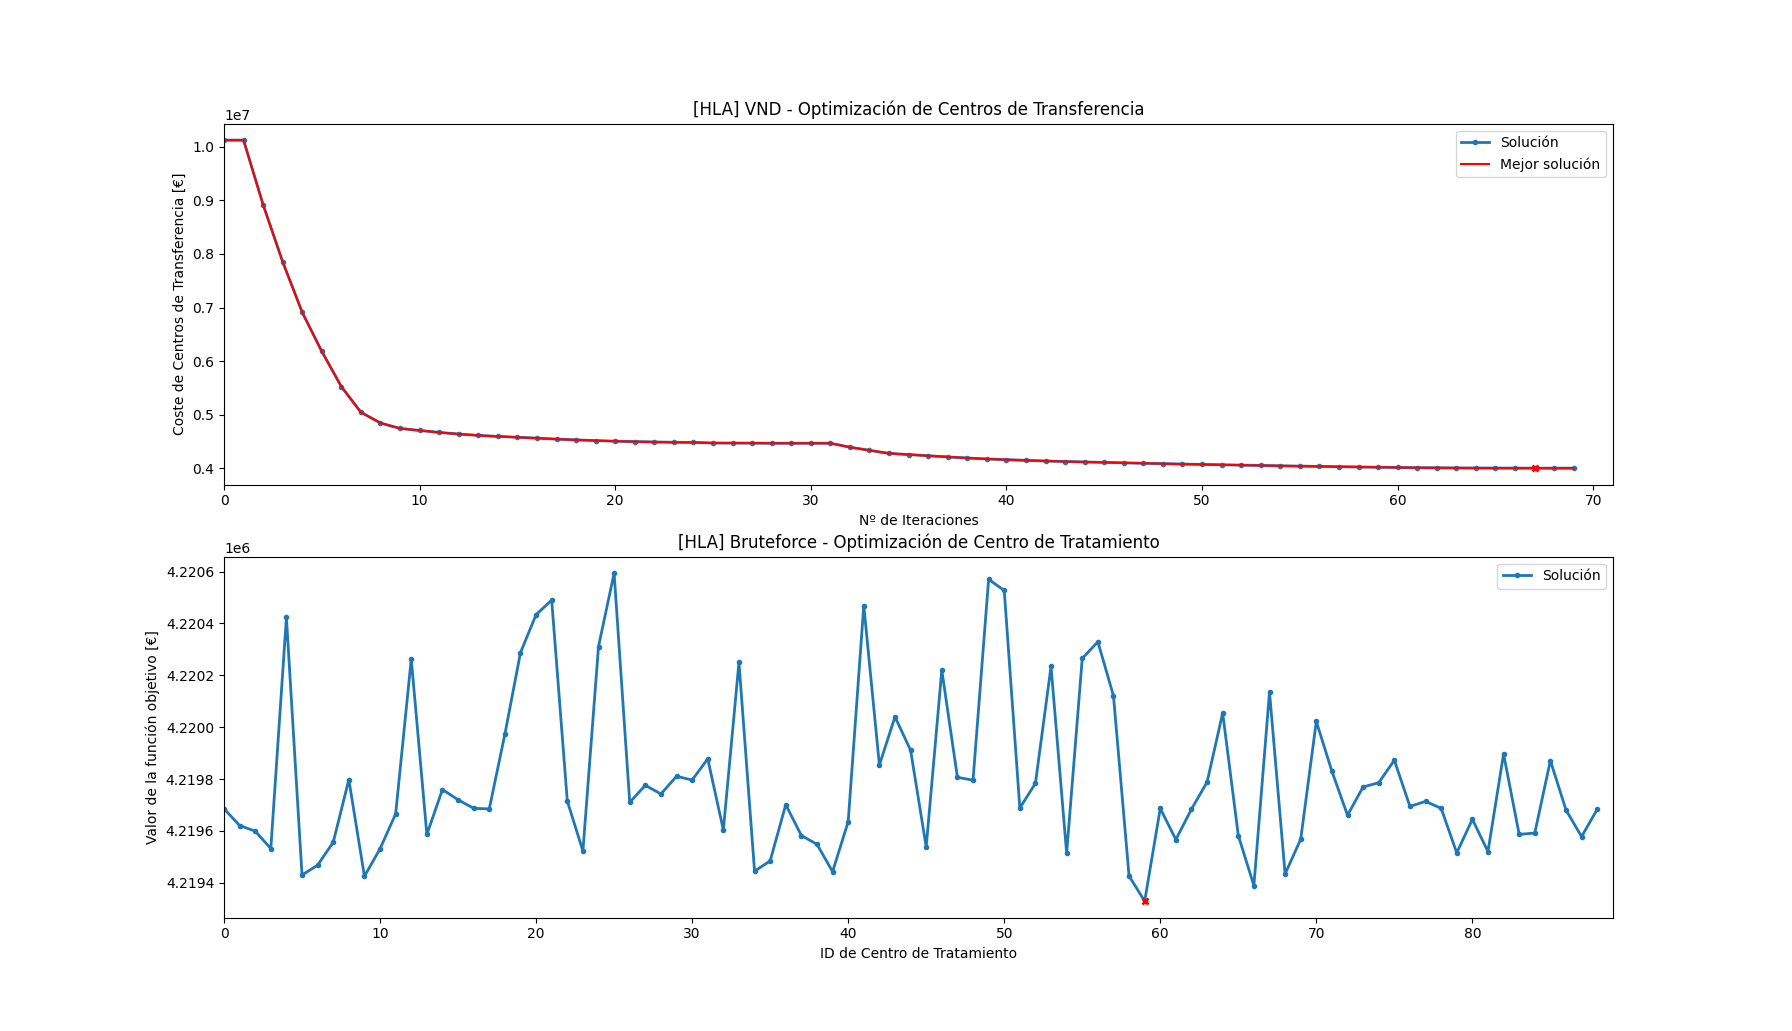 [HLA] VND - Optimización de Centros de Transferencia
1e7
1.0
0.9
0.8
0.7
0.6
0.5
0.4
Coste de Centros de Transferencia [€]
Solución
Mejor solución
0 10 20 30 40 50 60 70
Nº de Iteraciones
[HLA] Bruteforce - Optimización de Centro de Tratamiento
1e6
4.2206
4.2204
4.2202
4.2200
4.2198
4.2196
4.2194
Valor de la función objetivo [€]
Solución
0 10 20 30 40 50 60 70 80
ID de Centro de Tratamiento